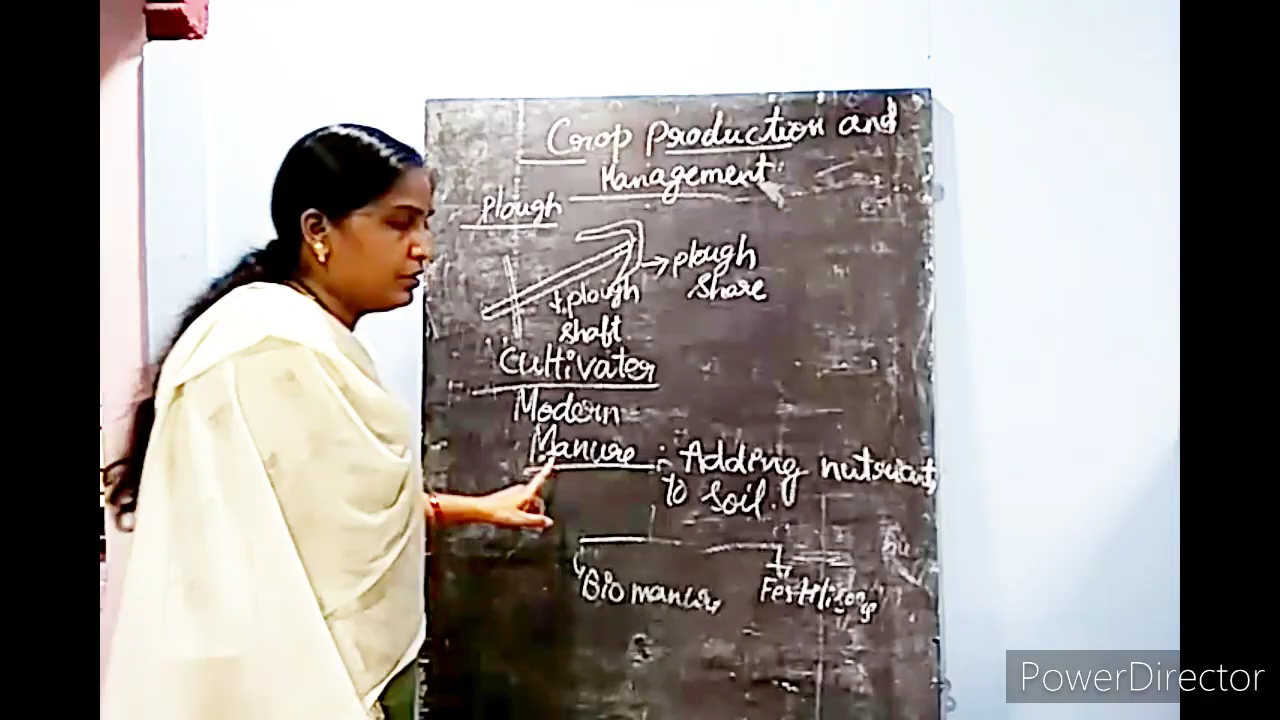 Crop Production and
Management
Plough
plough
share
plough
shaft
Cultivater
Modern
Manure :- Adding nutrients
to soil.
Bio manure
Fertilizers
PowerDirector